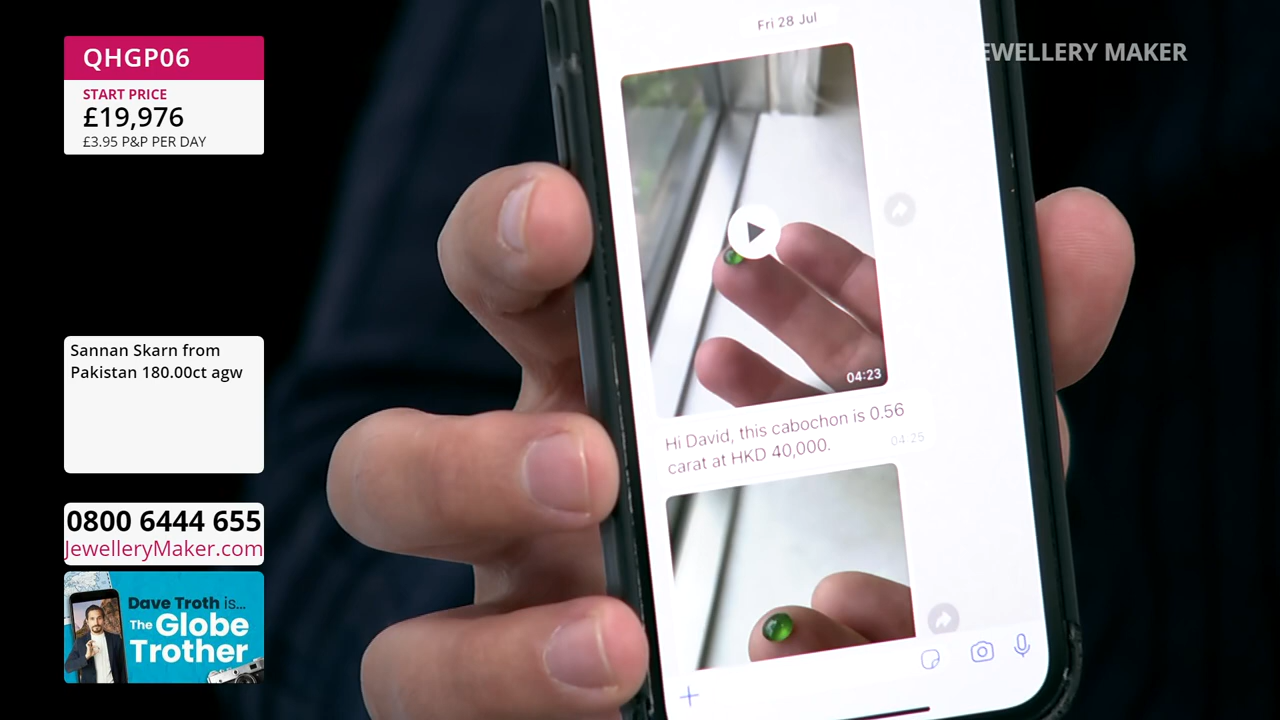 QHGP06
START PRICE
£19,976
£3.95 P&P PER DAY
Sannan Skarn from
Pakistan 180.00ct agw
0800 6444 655
JewelleryMaker.com
Dave Troth is...
The Globe
Trother
EWELLERY MAKER
Fri 28 Jul
04:23
Hi David, this cabochon is 0.56
carat at HKD 40,000.
04:25